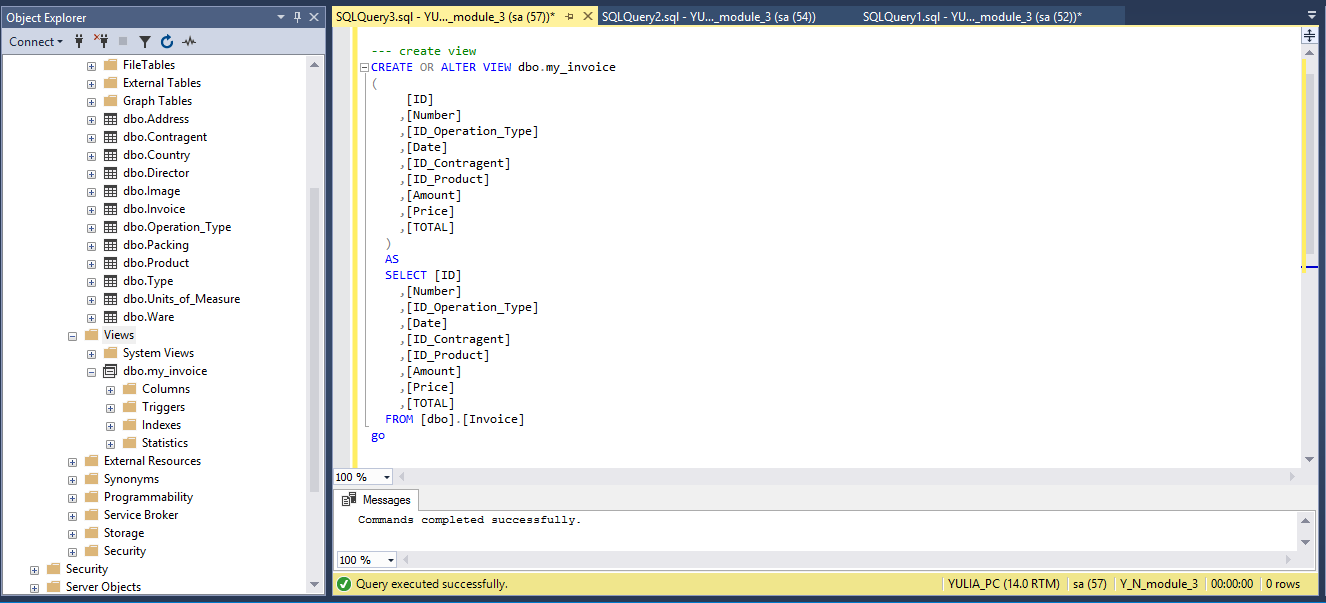 Object Explorer
Connect
FileTables
External Tables
Graph Tables
dbo.Address
dbo.Contragent
dbo.Country
dbo.Director
dbo.Image
dbo.Invoice
dbo.Operation_Type
dbo.Packing
dbo.Product
dbo.Type
dbo.Units_of_Measure
dbo.Ware
Views
System Views
dbo.my_invoice
Columns
Triggers
Indexes
Statistics
External Resources
Synonyms
Programmability
Service Broker
Storage
Security
Security
Server Objects
SQLQuery3.sql - YU..._module_3 (sa (57))* SQLQuery2.sql - YU..._module_3 (sa (54)) SQLQuery1.sql - YU..._module_3 (sa (52))*
--- create view
CREATE OR ALTER VIEW dbo.my_invoice
(
[ID]
,[Number]
,[ID_Operation_Type]
,[Date]
,[ID_Contragent]
,[ID_Product]
,[Amount]
,[Price]
,[TOTAL]
)
AS
SELECT [ID]
,[Number]
,[ID_Operation_Type]
,[Date]
,[ID_Contragent]
,[ID_Product]
,[Amount]
,[Price]
,[TOTAL]
FROM [dbo].[Invoice]
go
100 %
Messages
Commands completed successfully.
100 %
Query executed successfully. YULIA_PC (14.0 RTM) sa (57) Y_N_module_3 00:00:00 0 rows